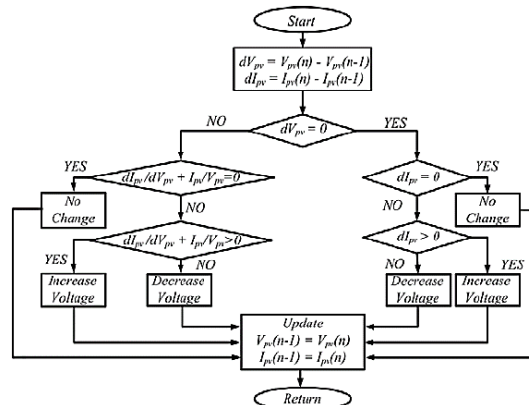 Start
dVpv = Vpv(n) - Vpv(n-1)
dIpv = Ipv(n) - Ipv(n-1)
NO
dVpv = 0
YES
YES
dIpv/dVpv + Ipv/Vpv=0
dIpv = 0
YES
No
Change
NO
NO
No
Change
dIpv/dVpv + Ipv/Vpv>0
dIpv > 0
YES
NO
NO
YES
Increase
Voltage
Decrease
Voltage
Decrease
Voltage
Increase
Voltage
Update
Vpv(n-1) = Vpv(n)
Ipv(n-1) = Ipv(n)
Return